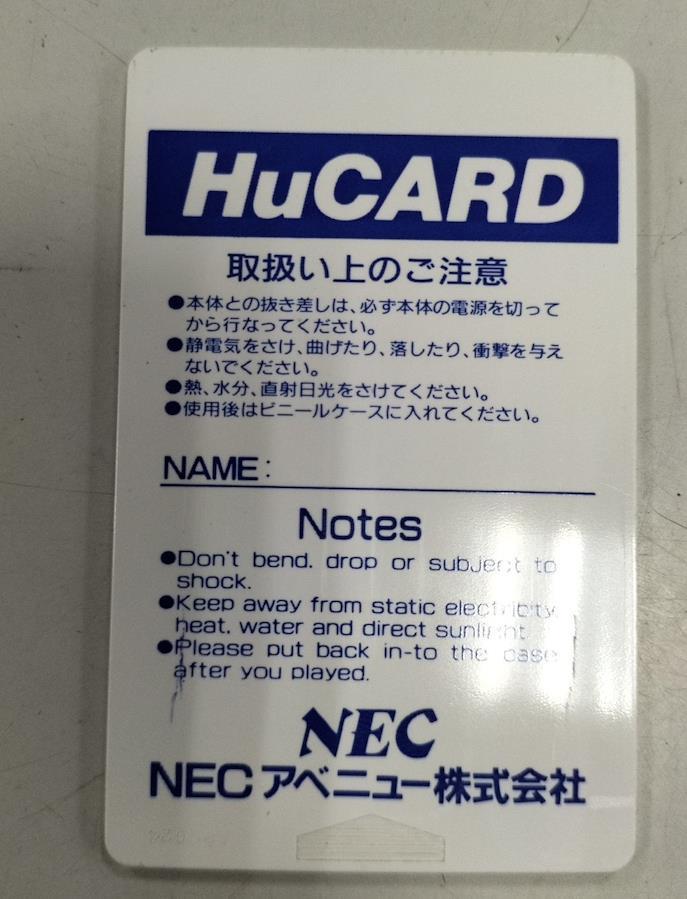 HuCARD
取扱い上のご注意
●本体との抜き差しは、必ず本体の電源を切って
から行なってください。
●静電気をさけ、曲げたり、落したり、衝撃を与え
ないでください。
●熱、水分、直射日光をさけてください。
●使用後はビニールケースに入れてください。
NAME:
Notes
●Don't bend. drop or subject to
shock.
●Keep away from static electricity,
heat. water and direct sunlight
●Please put back in-to the case
after you played.
NEC
NECアベニュー株式会社